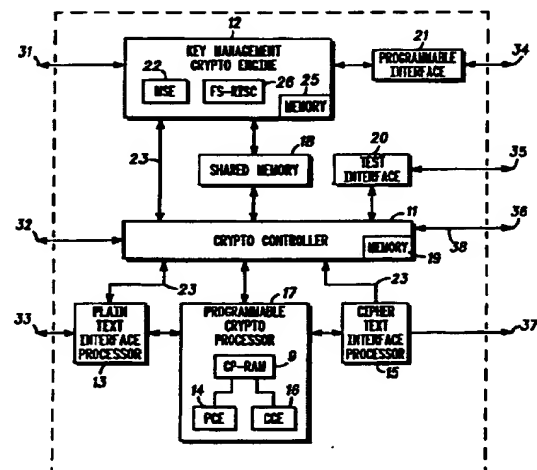 12
31
KEY MANAGEMENT
CRYPTO ENGINE
21
34
22
26
25
PROGRAMMABLE
INTERFACE
MSE
FS-RISC
MEMORY
20
18
23
SHARED MEMORY
TEST
INTERFACE
35
11
36
32
CRYPTO CONTROLLER
MEMORY
19
38
23
17
23
33
PLAIN
TEXT
INTERFACE
PROCESSOR
13
PROGRAMMABLE
CRYPTO
PROCESSOR
9
CP-RAM
14
16
PCE
CCE
CIPHER
TEXT
INTERFACE
PROCESSOR
15
37